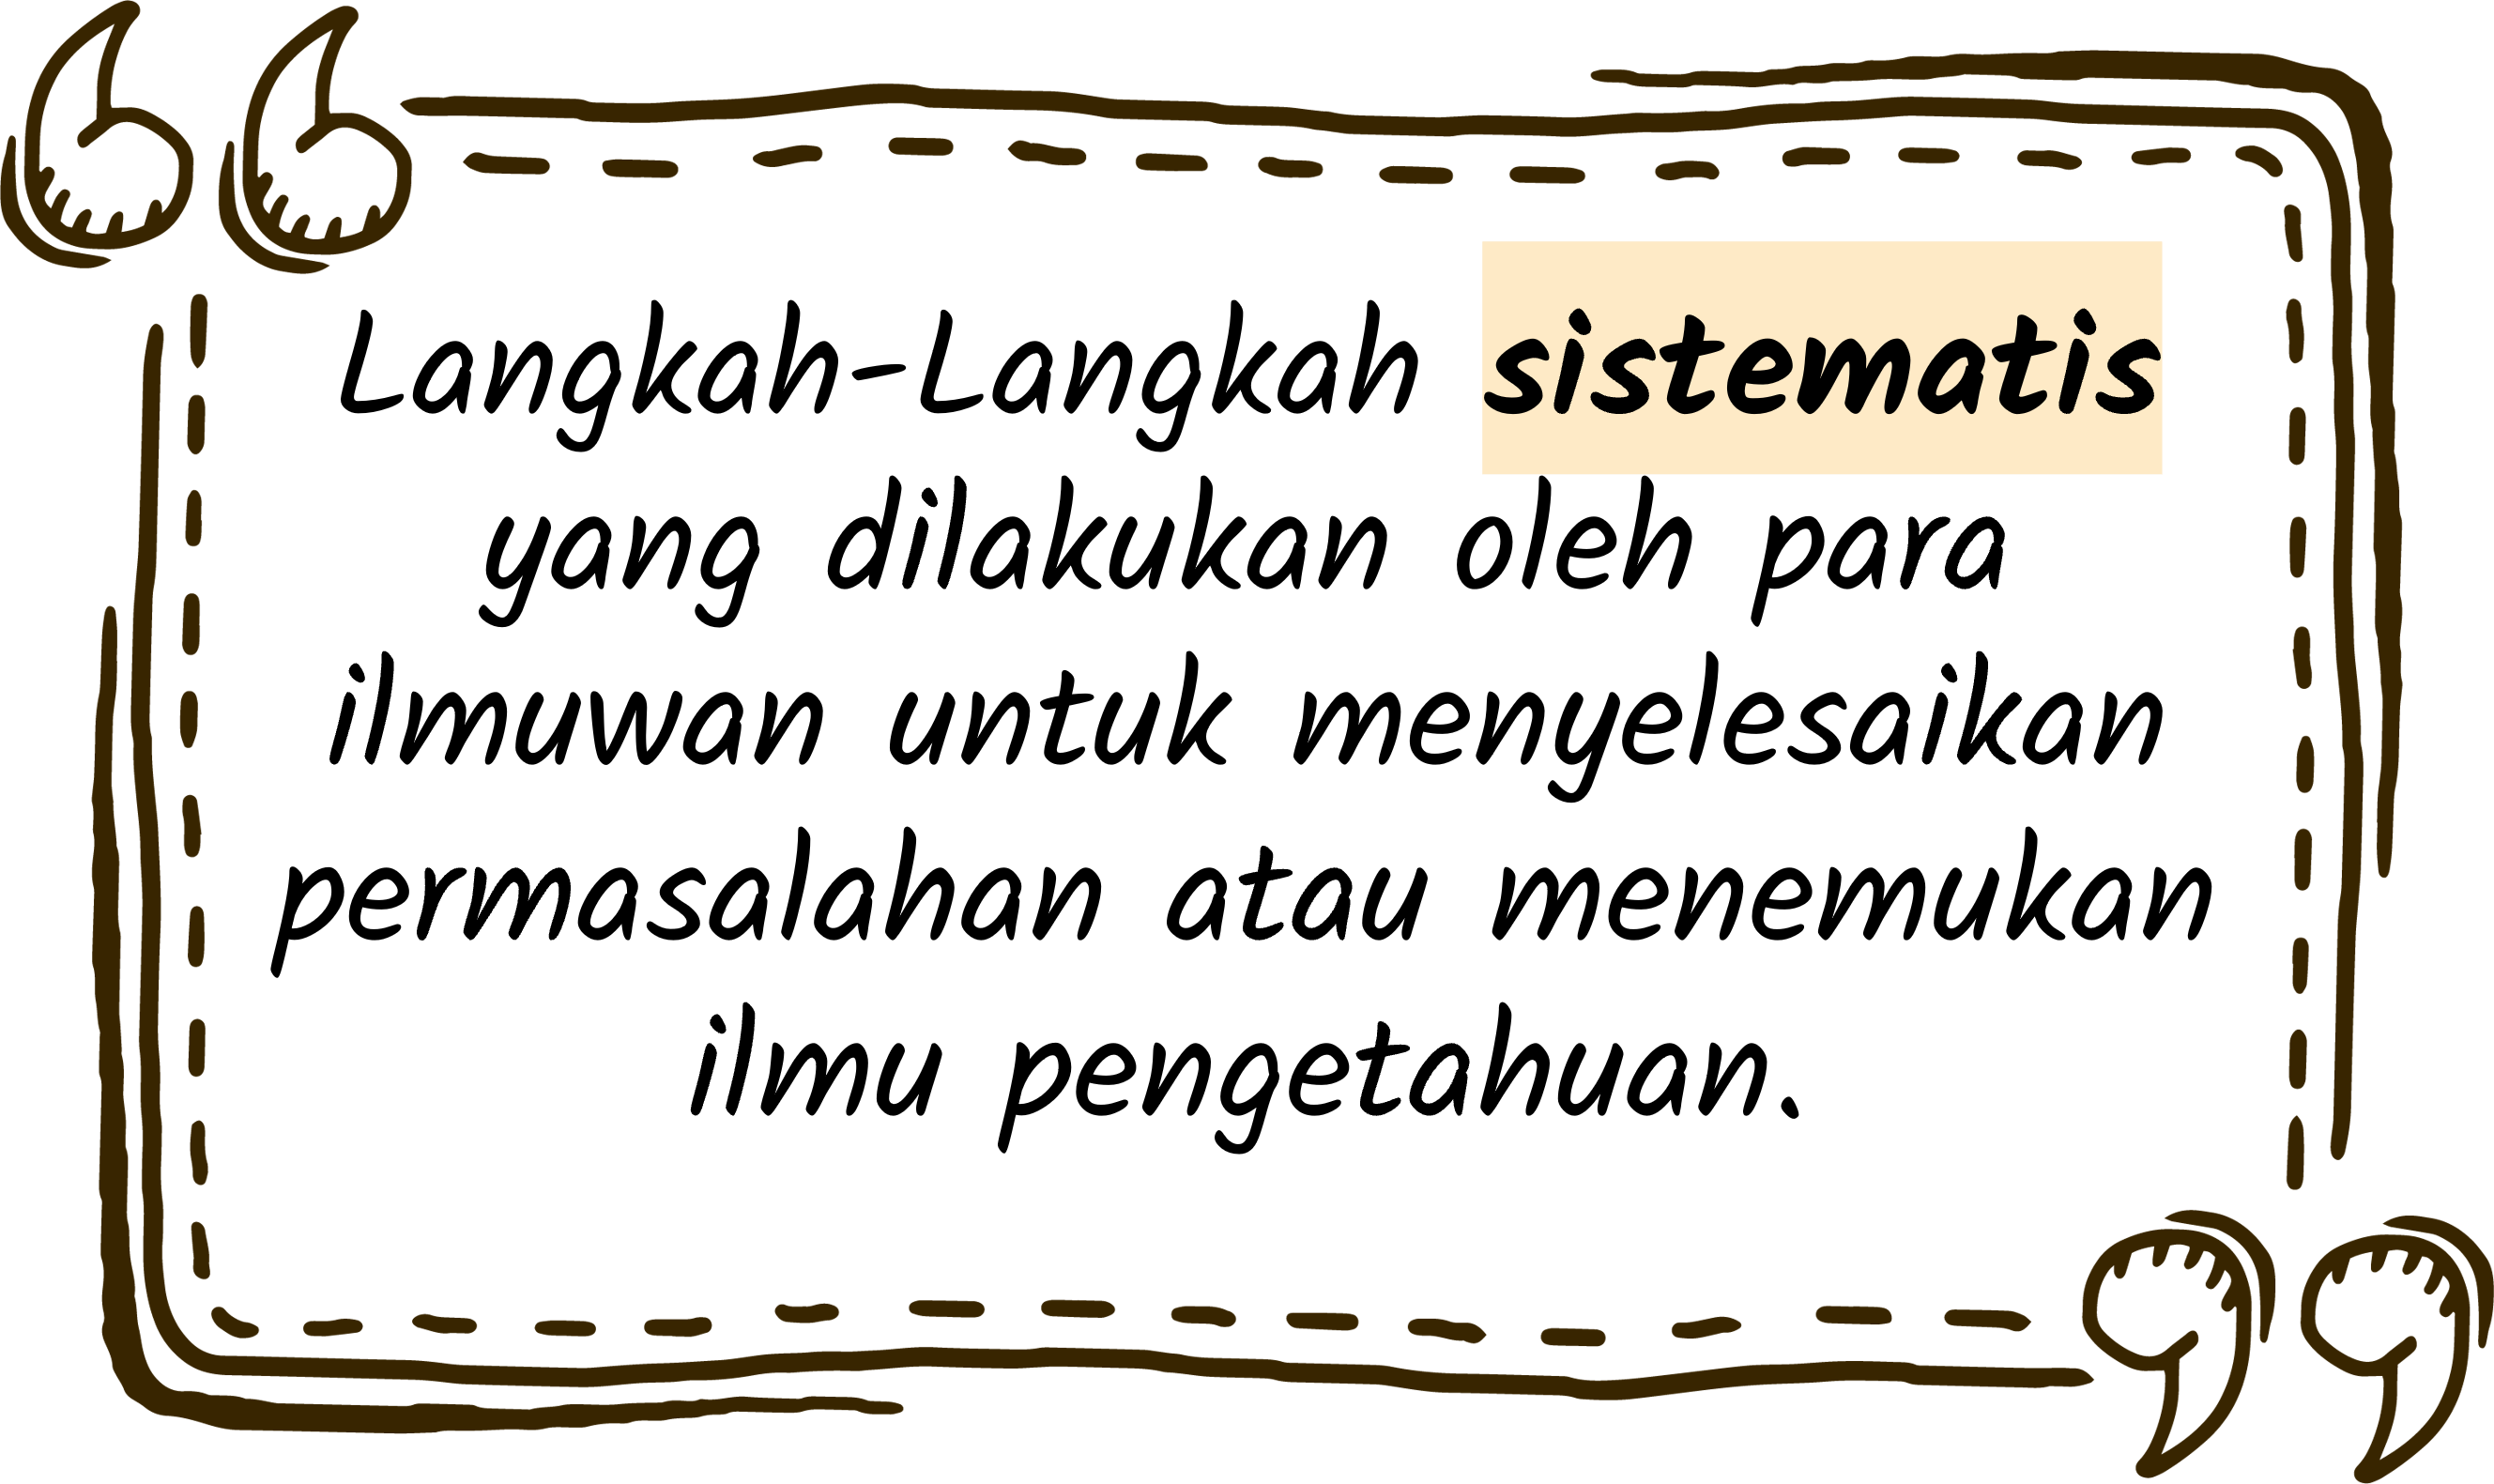 Langkah-Langkah sistematis
yang dilakukan oleh para
ilmuwan untuk menyelesaikan
permasalahan atau menemukan
ilmu pengetahuan.